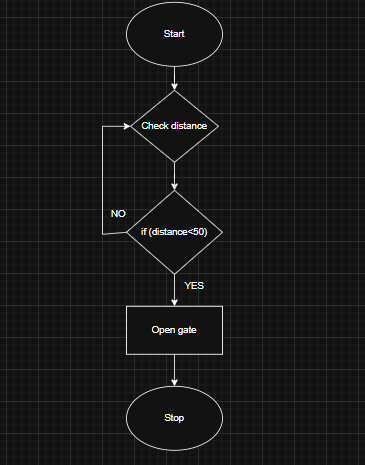 Start
Check distance
if (distance<50)
NO
YES
Open gate
Stop